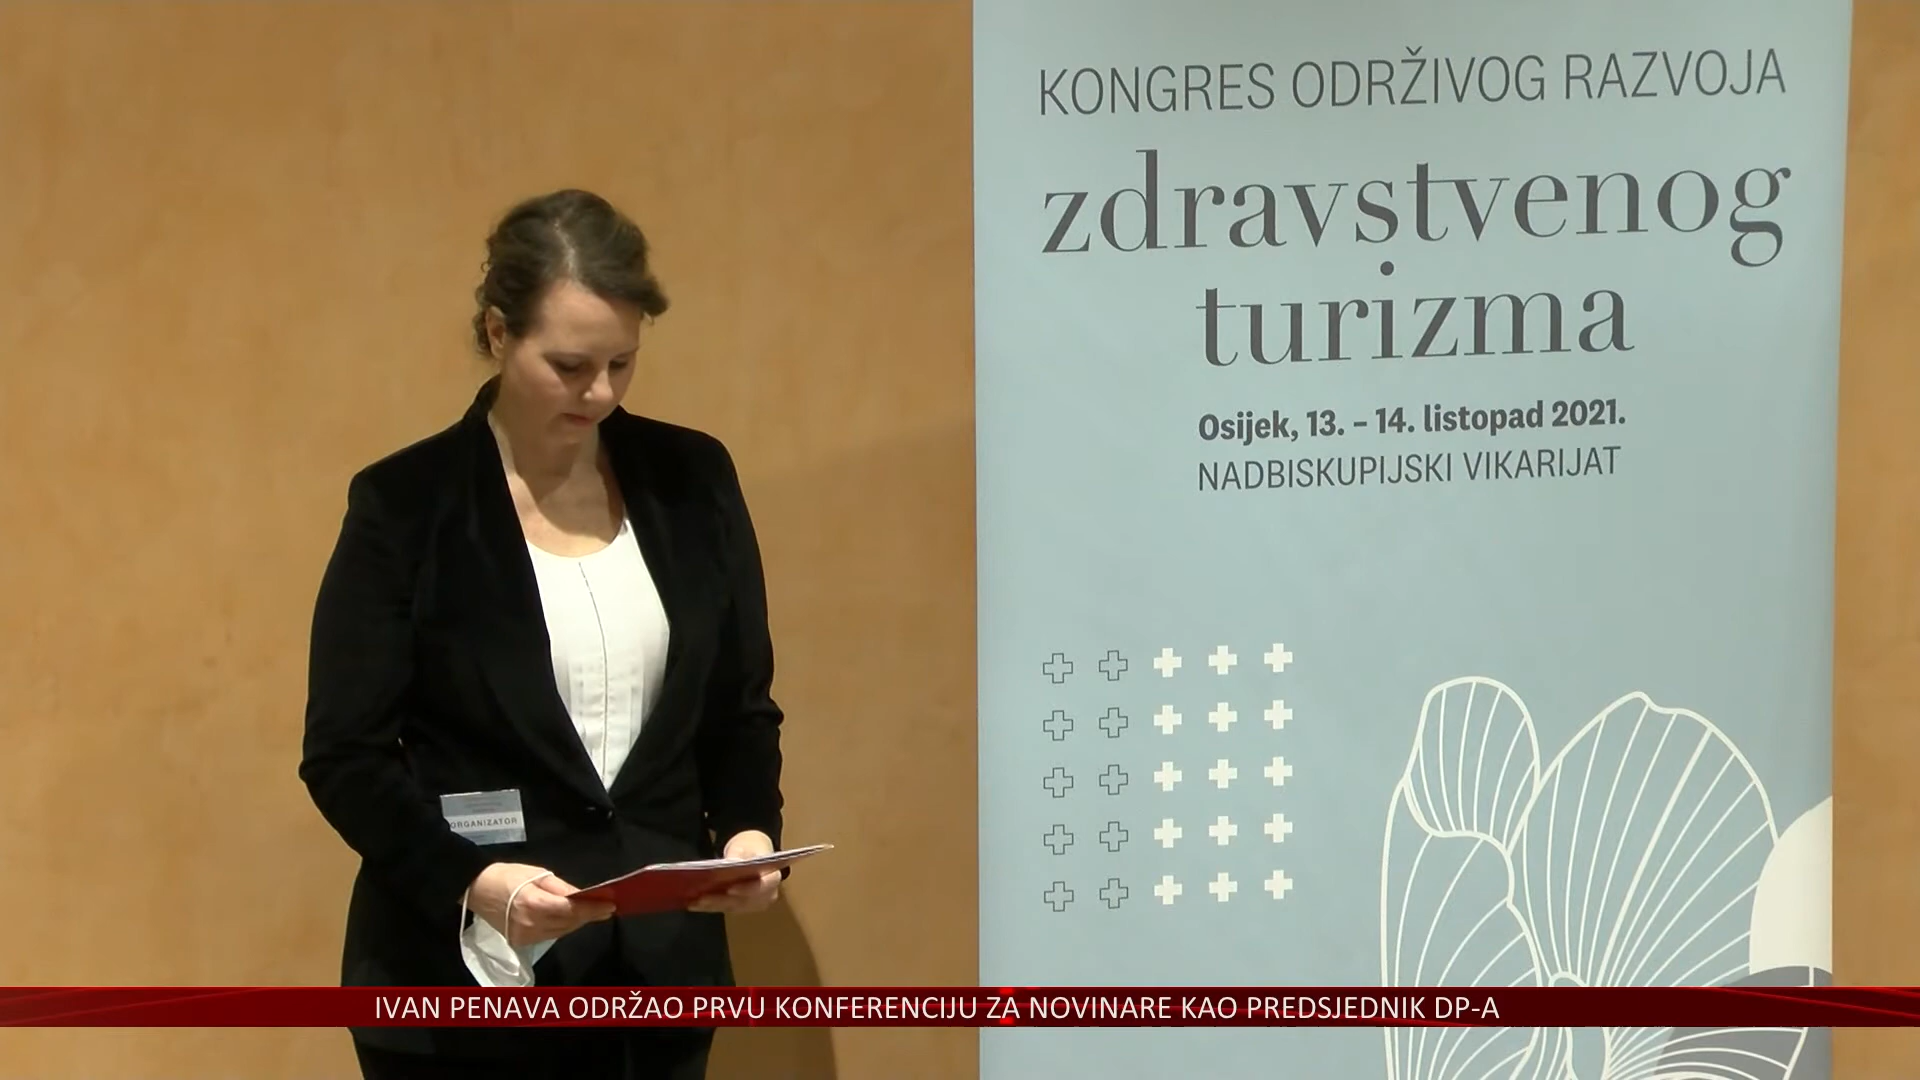 KONGRES ODRŽIVOG RAZVOJA
zdravstvenog
turizma
Osijek, 13. – 14. listopad 2021.
NADBISKUPIJSKI VIKARIJAT
ORGANIZATOR
IVAN PENAVA ODRŽAO PRVU KONFERENCIJU ZA NOVINARE KAO PREDSJEDNIK DP-A